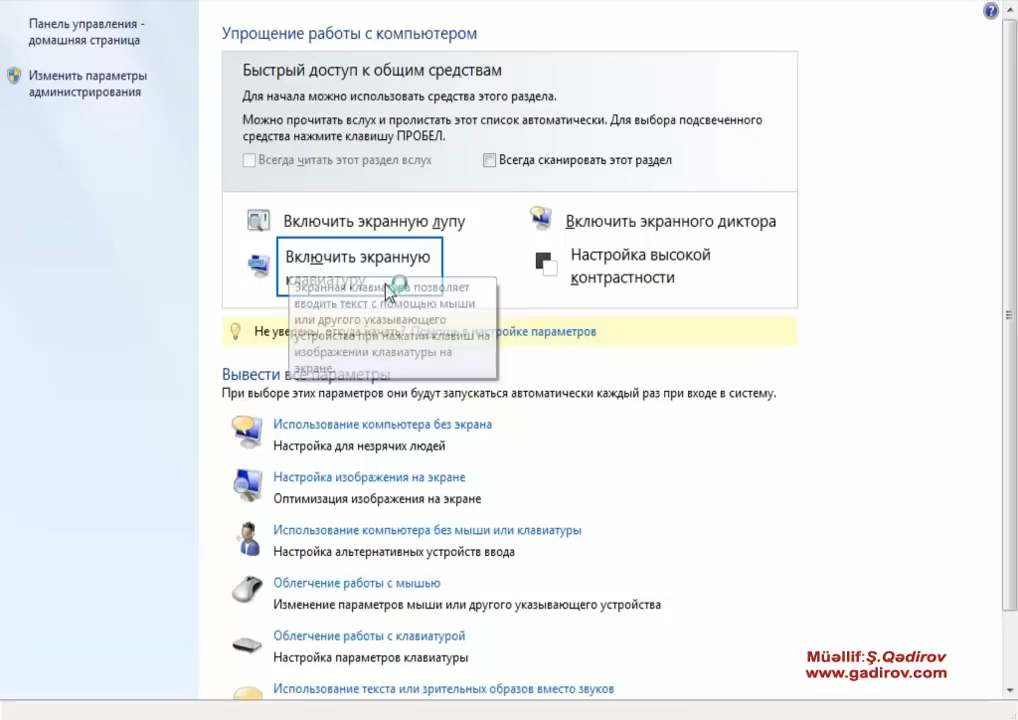 Панель управления -
домашняя страница
Изменить параметры
администрирования
Упрощение работы с компьютером
Быстрый доступ к общим средствам
Для начала можно использовать средства этого раздела.
Можно прочитать вслух и пролистать этот список автоматически. Для выбора подсвеченного
средства нажмите клавишу ПРОБЕЛ.
Всегда читать этот раздел вслух
Всегда сканировать этот раздел
Включить экранную лупу
Включить экранного диктора
Включить экранную
клавиатуру
Настройка высокой
контрастности
Экранная клавиатура позволяет
вводить текст с помощью мыши
или другого указывающего
устройства при нажатии клавиш на
изображении клавиатуры на
экране.
Не уверены, откуда начать? Помощь в настройке параметров
Вывести все параметры
При выборе этих параметров они будут запускаться автоматически каждый раз при входе в систему.
Использование компьютера без экрана
Настройка для незрячих людей
Настройка изображения на экране
Оптимизация изображения на экране
Использование компьютера без мыши или клавиатуры
Настройка альтернативных устройств ввода
Облегчение работы с мышью
Изменение параметров мыши или другого указывающего устройства
Облегчение работы с клавиатурой
Настройка параметров клавиатуры
Использование текста или зрительных образов вместо звуков
Müəllif:Ş.Qədirov
www.gadirov.com